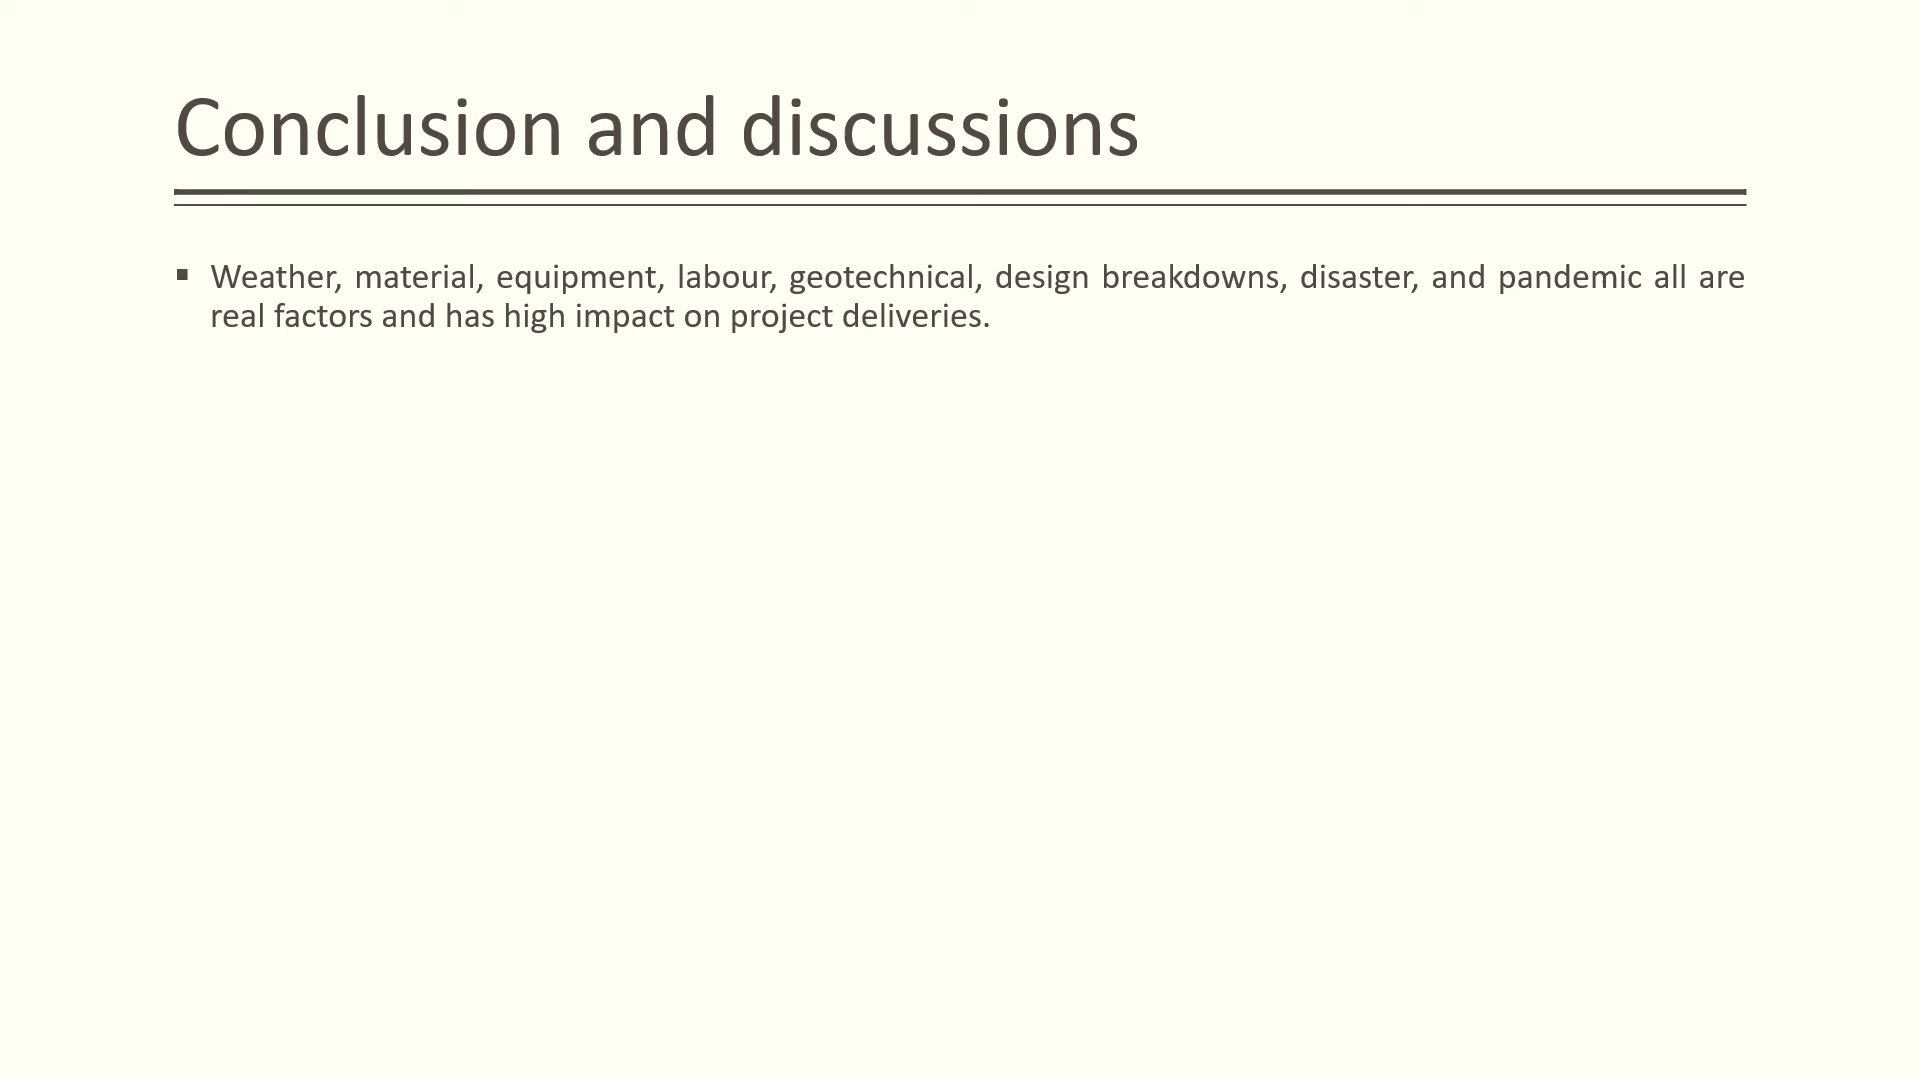 Conclusion and discussions
▪ Weather, material, equipment, labour, geotechnical, design breakdowns, disaster, and pandemic all are
real factors and has high impact on project deliveries.